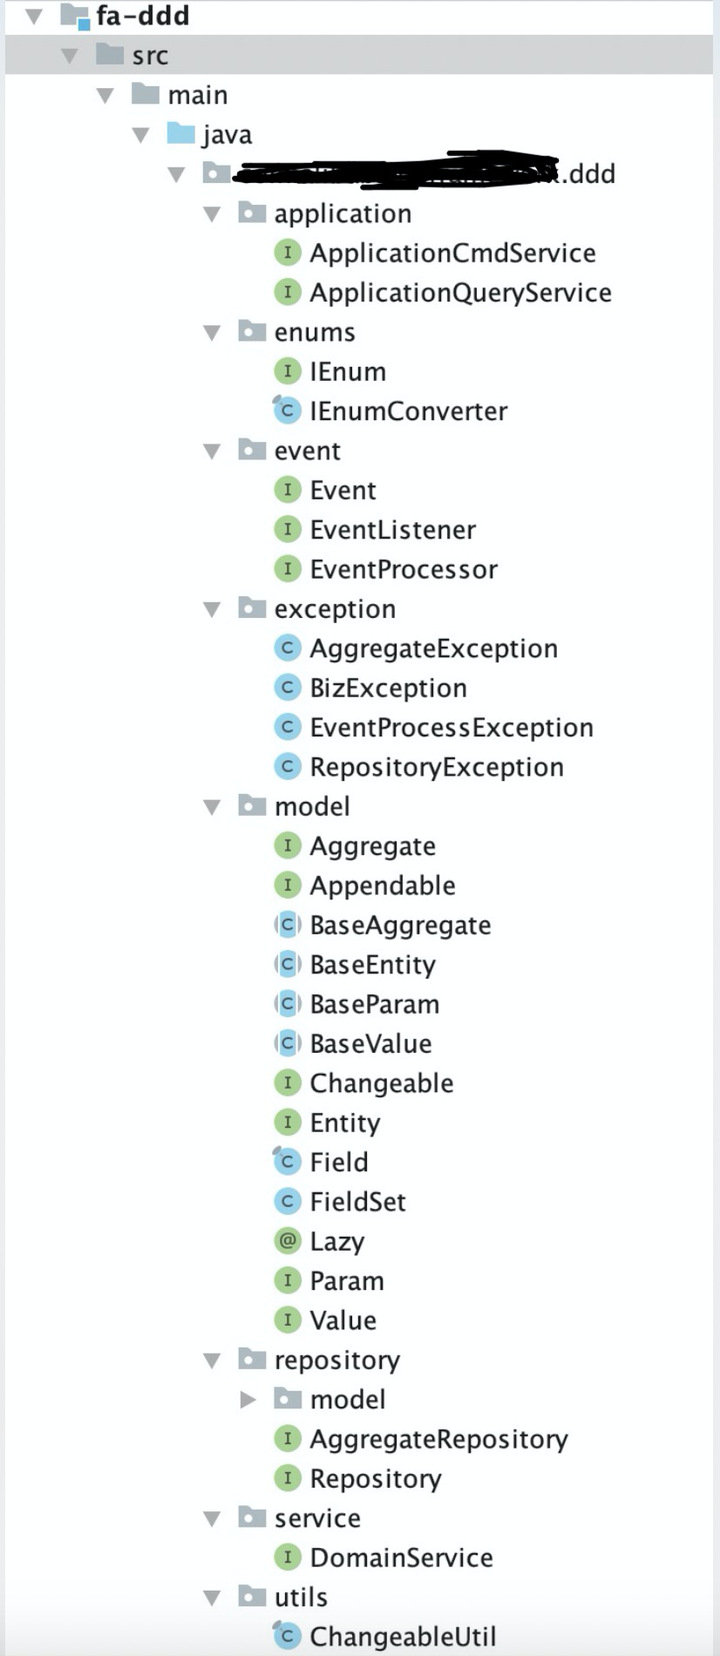 fa-ddd
src
main
java
.ddd
application
ApplicationCmdService
ApplicationQueryService
enums
IEnum
IEnumConverter
event
Event
EventListener
EventProcessor
exception
AggregateException
BizException
EventProcessException
RepositoryException
model
Aggregate
Appendable
BaseAggregate
BaseEntity
BaseParam
BaseValue
Changeable
Entity
Field
FieldSet
Lazy
Param
Value
repository
model
AggregateRepository
Repository
service
DomainService
utils
ChangeableUtil